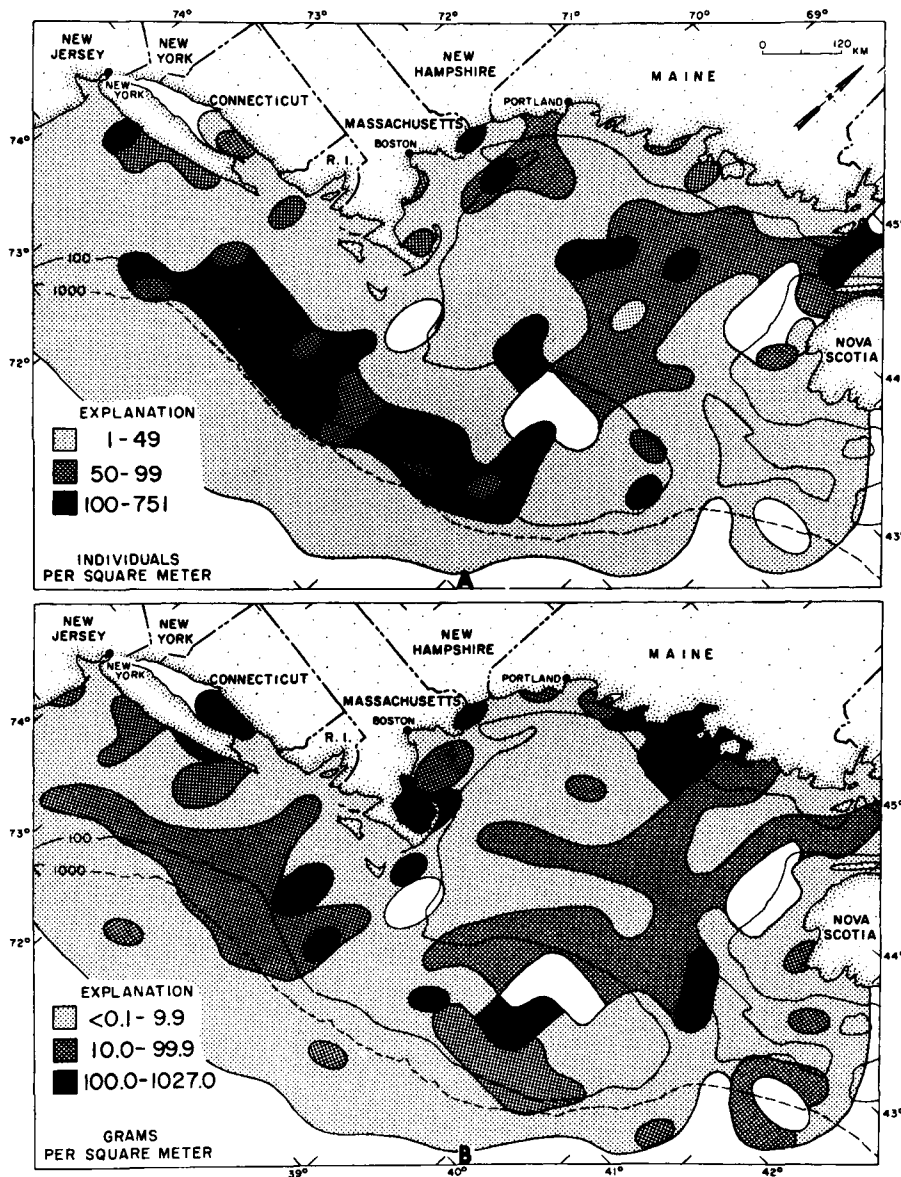 74° 73° 72° 71° 70° 69°
NEW JERSEY
NEW YORK
NEW HAMPSHIRE
0 120 KM
MAINE
NEW YORK
CONNECTICUT
PORTLAND
MASSACHUSETTS
BOSTON
R. I.
74°
45°
73°
100
1000
NOVA SCOTIA
72°
44°
EXPLANATION
1-49
50-99
100-751
43°
INDIVIDUALS
PER SQUARE METER
A
NEW JERSEY
NEW YORK
NEW HAMPSHIRE
MAINE
NEW YORK
CONNECTICUT
PORTLAND
MASSACHUSETTS
BOSTON
R. I.
74°
45°
73°
100
1000
NOVA SCOTIA
72°
44°
EXPLANATION
<0.1-9.9
10.0-99.9
100.0-1027.0
43°
GRAMS
PER SQUARE METER
B
39° 40° 41° 42°